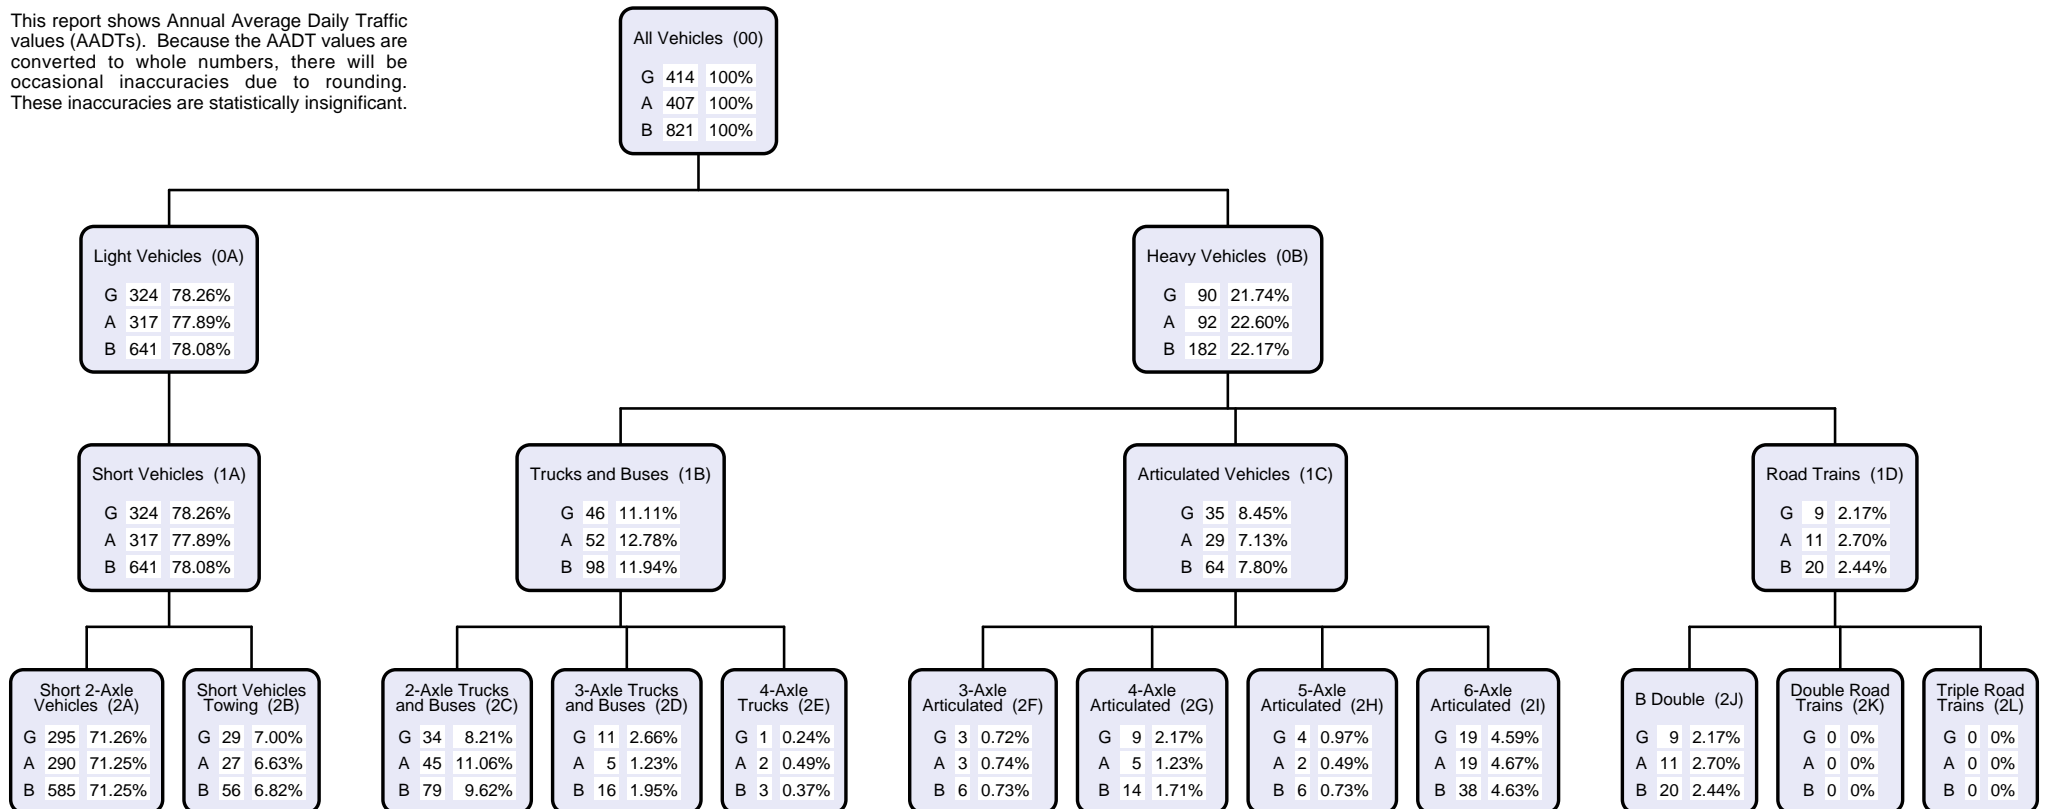 This report shows Annual Average Daily Traffic
values (AADTs). Because the AADT values are
converted to whole numbers, there will be
occasional inaccuracies due to rounding.
These inaccuracies are statistically insignificant.
All Vehicles (00)
G 414 100%
A 407 100%
B 821 100%
Light Vehicles (0A)
G 324 78.26%
A 317 77.89%
B 641 78.08%
Heavy Vehicles (0B)
G 90 21.74%
A 92 22.60%
B 182 22.17%
Short Vehicles (1A)
G 324 78.26%
A 317 77.89%
B 641 78.08%
Trucks and Buses (1B)
G 46 11.11%
A 52 12.78%
B 98 11.94%
Articulated Vehicles (1C)
G 35 8.45%
A 29 7.13%
B 64 7.80%
Road Trains (1D)
G 9 2.17%
A 11 2.70%
B 20 2.44%
Short 2-Axle
Vehicles (2A)
G 295 71.26%
A 290 71.25%
B 585 71.25%
Short Vehicles
Towing (2B)
G 29 7.00%
A 27 6.63%
B 56 6.82%
2-Axle Trucks
and Buses (2C)
G 34 8.21%
A 45 11.06%
B 79 9.62%
3-Axle Trucks
and Buses (2D)
G 11 2.66%
A 5 1.23%
B 16 1.95%
4-Axle
Trucks (2E)
G 1 0.24%
A 2 0.49%
B 3 0.37%
3-Axle
Articulated (2F)
G 3 0.72%
A 3 0.74%
B 6 0.73%
4-Axle
Articulated (2G)
G 9 2.17%
A 5 1.23%
B 14 1.71%
5-Axle
Articulated (2H)
G 4 0.97%
A 2 0.49%
B 6 0.73%
6-Axle
Articulated (2I)
G 19 4.59%
A 19 4.67%
B 38 4.63%
B Double (2J)
G 9 2.17%
A 11 2.70%
B 20 2.44%
Double Road
Trains (2K)
G 0 0%
A 0 0%
B 0 0%
Triple Road
Trains (2L)
G 0 0%
A 0 0%
B 0 0%